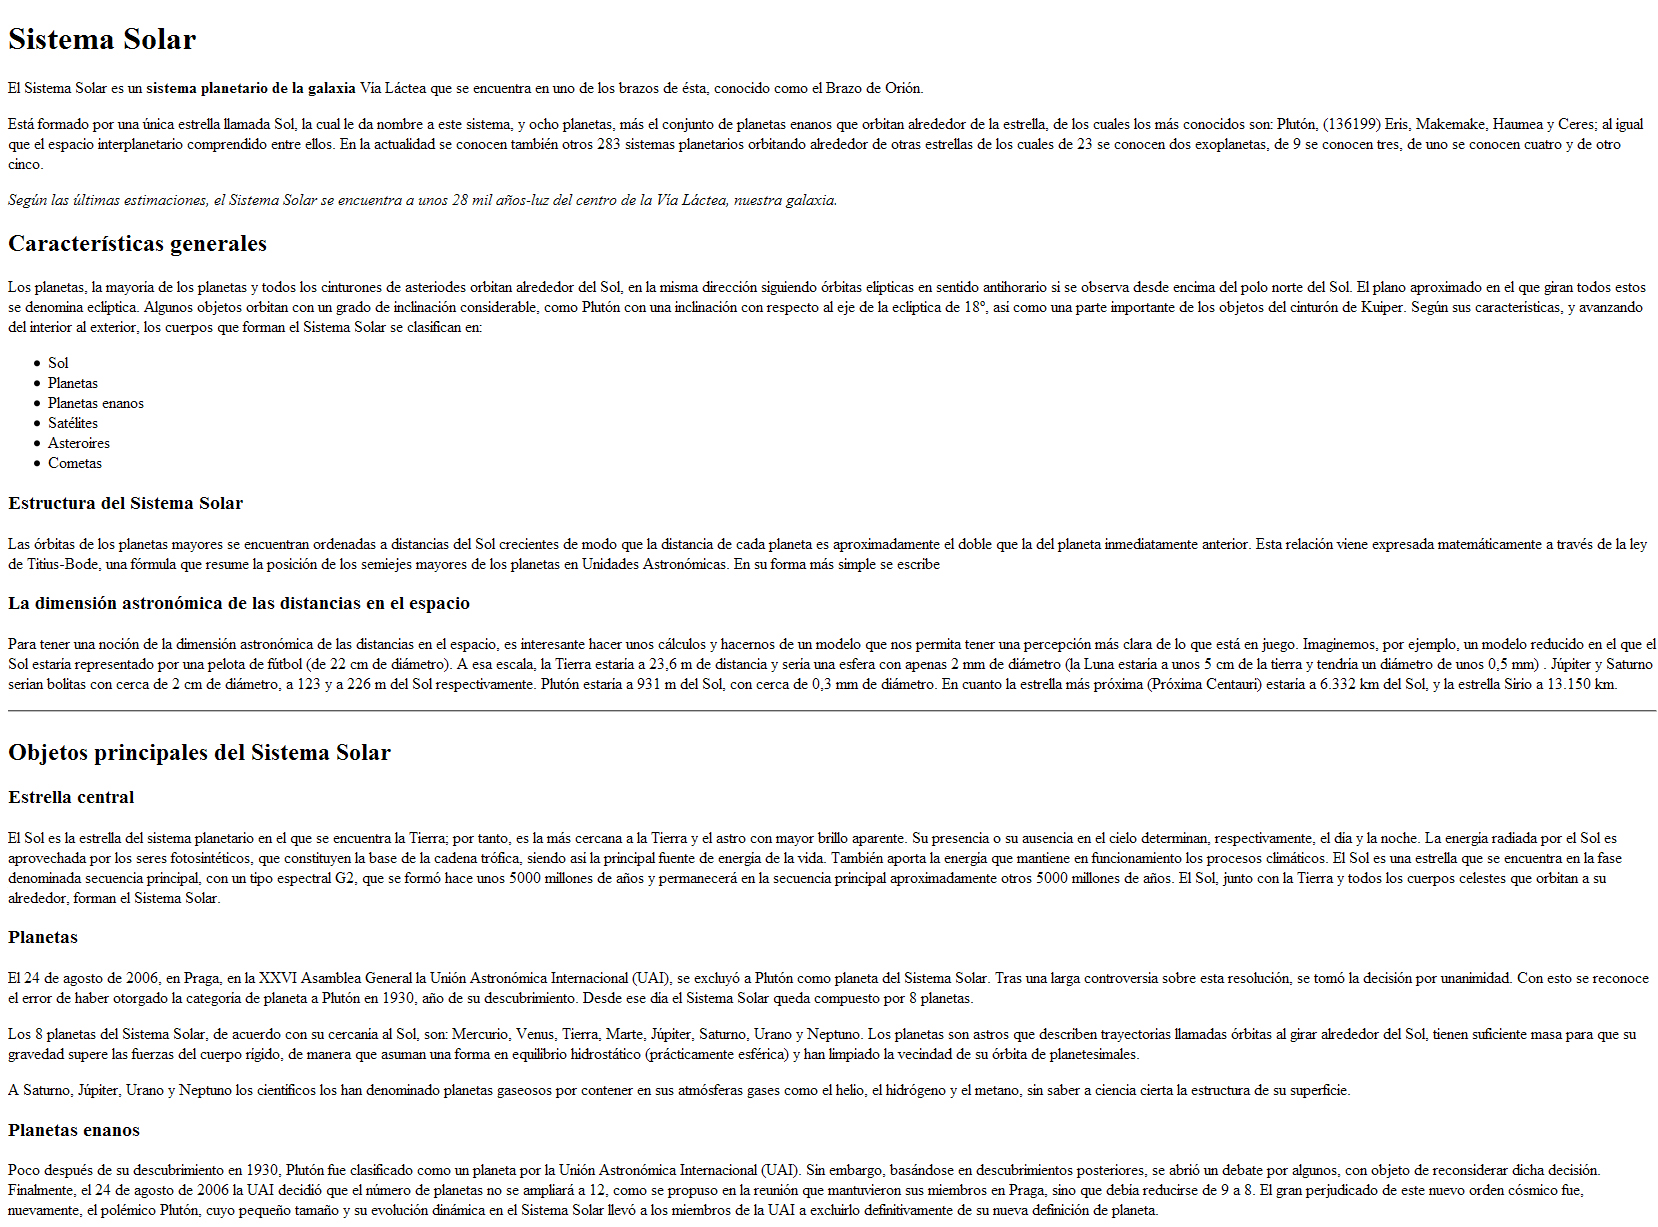 Sistema Solar
El Sistema Solar es un sistema planetario de la galaxia Vía Láctea que se encuentra en uno de los brazos de ésta, conocido como el Brazo de Orión.
Está formado por una única estrella llamada Sol, la cual le da nombre a este sistema, y ocho planetas, más el conjunto de planetas enanos que orbitan alrededor de la estrella, de los cuales los más conocidos son: Plutón, (136199) Eris, Makemake, Haumea y Ceres; al igual
que el espacio interplanetario comprendido entre ellos. En la actualidad se conocen también otros 283 sistemas planetarios orbitando alrededor de otras estrellas de los cuales de 23 se conocen dos exoplanetas, de 9 se conocen tres, de uno se conocen cuatro y de otro
cinco.
Según las últimas estimaciones, el Sistema Solar se encuentra a unos 28 mil años-luz del centro de la Vía Láctea, nuestra galaxia.
Características generales
Los planetas, la mayoría de los planetas y todos los cinturones de asteriodes orbitan alrededor del Sol, en la misma dirección siguiendo órbitas elípticas en sentido antihorario si se observa desde encima del polo norte del Sol. El plano aproximado en el que giran todos estos
se denomina eclíptica. Algunos objetos orbitan con un grado de inclinación considerable, como Plutón con una inclinación con respecto al eje de la eclíptica de 18º, así como una parte importante de los objetos del cinturón de Kuiper. Según sus características, y avanzando
del interior al exterior, los cuerpos que forman el Sistema Solar se clasifican en:
• Sol
• Planetas
• Planetas enanos
• Satélites
• Asteroires
• Cometas
Estructura del Sistema Solar
Las órbitas de los planetas mayores se encuentran ordenadas a distancias del Sol crecientes de modo que la distancia de cada planeta es aproximadamente el doble que la del planeta inmediatamente anterior. Esta relación viene expresada matemáticamente a través de la ley
de Titius-Bode, una fórmula que resume la posición de los semiejes mayores de los planetas en Unidades Astronómicas. En su forma más simple se escribe
La dimensión astronómica de las distancias en el espacio
Para tener una noción de la dimensión astronómica de las distancias en el espacio, es interesante hacer unos cálculos y hacernos de un modelo que nos permita tener una percepción más clara de lo que está en juego. Imaginemos, por ejemplo, un modelo reducido en el que el
Sol estaría representado por una pelota de fútbol (de 22 cm de diámetro). A esa escala, la Tierra estaría a 23,6 m de distancia y sería una esfera con apenas 2 mm de diámetro (la Luna estaría a unos 5 cm de la tierra y tendría un diámetro de unos 0,5 mm) . Júpiter y Saturno
serían bolitas con cerca de 2 cm de diámetro, a 123 y a 226 m del Sol respectivamente. Plutón estaría a 931 m del Sol, con cerca de 0,3 mm de diámetro. En cuanto la estrella más próxima (Próxima Centauri) estaría a 6.332 km del Sol, y la estrella Sirio a 13.150 km.
Objetos principales del Sistema Solar
Estrella central
El Sol es la estrella del sistema planetario en el que se encuentra la Tierra; por tanto, es la más cercana a la Tierra y el astro con mayor brillo aparente. Su presencia o su ausencia en el cielo determinan, respectivamente, el día y la noche. La energía radiada por el Sol es
aprovechada por los seres fotosintéticos, que constituyen la base de la cadena trófica, siendo así la principal fuente de energía de la vida. También aporta la energía que mantiene en funcionamiento los procesos climáticos. El Sol es una estrella que se encuentra en la fase
denominada secuencia principal, con un tipo espectral G2, que se formó hace unos 5000 millones de años y permanecerá en la secuencia principal aproximadamente otros 5000 millones de años. El Sol, junto con la Tierra y todos los cuerpos celestes que orbitan a su
alrededor, forman el Sistema Solar.
Planetas
El 24 de agosto de 2006, en Praga, en la XXVI Asamblea General la Unión Astronómica Internacional (UAI), se excluyó a Plutón como planeta del Sistema Solar. Tras una larga controversia sobre esta resolución, se tomó la decisión por unanimidad. Con esto se reconoce
el error de haber otorgado la categoría de planeta a Plutón en 1930, año de su descubrimiento. Desde ese día el Sistema Solar queda compuesto por 8 planetas.
Los 8 planetas del Sistema Solar, de acuerdo con su cercanía al Sol, son: Mercurio, Venus, Tierra, Marte, Júpiter, Saturno, Urano y Neptuno. Los planetas son astros que describen trayectorias llamadas órbitas al girar alrededor del Sol, tienen suficiente masa para que su
gravedad supere las fuerzas del cuerpo rígido, de manera que asuman una forma en equilibrio hidrostático (prácticamente esférica) y han limpiado la vecindad de su órbita de planetesimales.
A Saturno, Júpiter, Urano y Neptuno los científicos los han denominado planetas gaseosos por contener en sus atmósferas gases como el helio, el hidrógeno y el metano, sin saber a ciencia cierta la estructura de su superficie.
Planetas enanos
Poco después de su descubrimiento en 1930, Plutón fue clasificado como un planeta por la Unión Astronómica Internacional (UAI). Sin embargo, basándose en descubrimientos posteriores, se abrió un debate por algunos, con objeto de reconsiderar dicha decisión.
Finalmente, el 24 de agosto de 2006 la UAI decidió que el número de planetas no se ampliará a 12, como se propuso en la reunión que mantuvieron sus miembros en Praga, sino que debía reducirse de 9 a 8. El gran perjudicado de este nuevo orden cósmico fue,
nuevamente, el polémico Plutón, cuyo pequeño tamaño y su evolución dinámica en el Sistema Solar llevó a los miembros de la UAI a excluirlo definitivamente de su nueva definición de planeta.